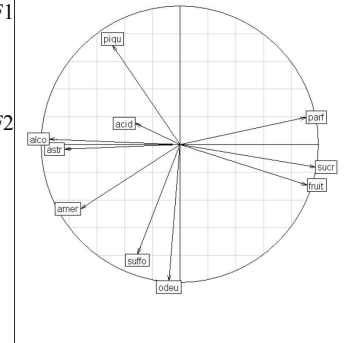 F1
piqu
acid
parf
F2
alco
astr
sucr
fruit
amer
suffo
odeu